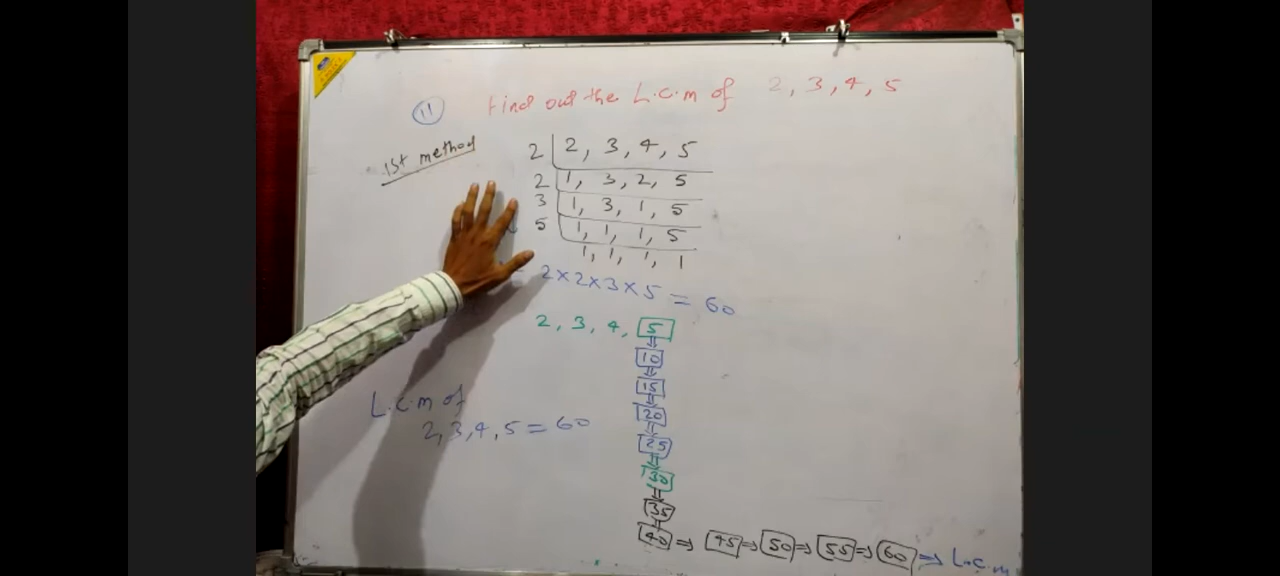 11 Find out the L.C.m of 2, 3, 4, 5
1st method
2 | 2, 3, 4, 5
2 | 1, 3, 2, 5
3 | 1, 3, 1, 5
5 | 1, 1, 1, 5
1, 1, 1, 1
= 2×2×3×5 = 60
2, 3, 4, 5
⇓
10
⇓
15
⇓
20
⇓
25
⇓
30
⇓
35
⇓
40 ⇒ 45 ⇒ 50 ⇒ 55 ⇒ 60 ⇒ L.c.m
L.C.m of
2, 3, 4, 5 = 60